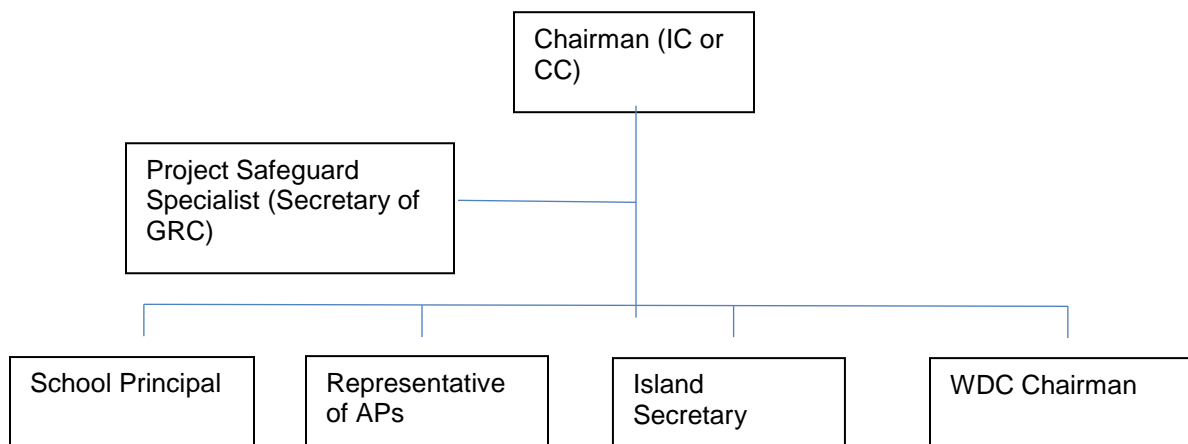 Chairman (IC or
CC)
Project Safeguard
Specialist (Secretary of
GRC)
School Principal
Representative
of APs
Island
Secretary
WDC Chairman